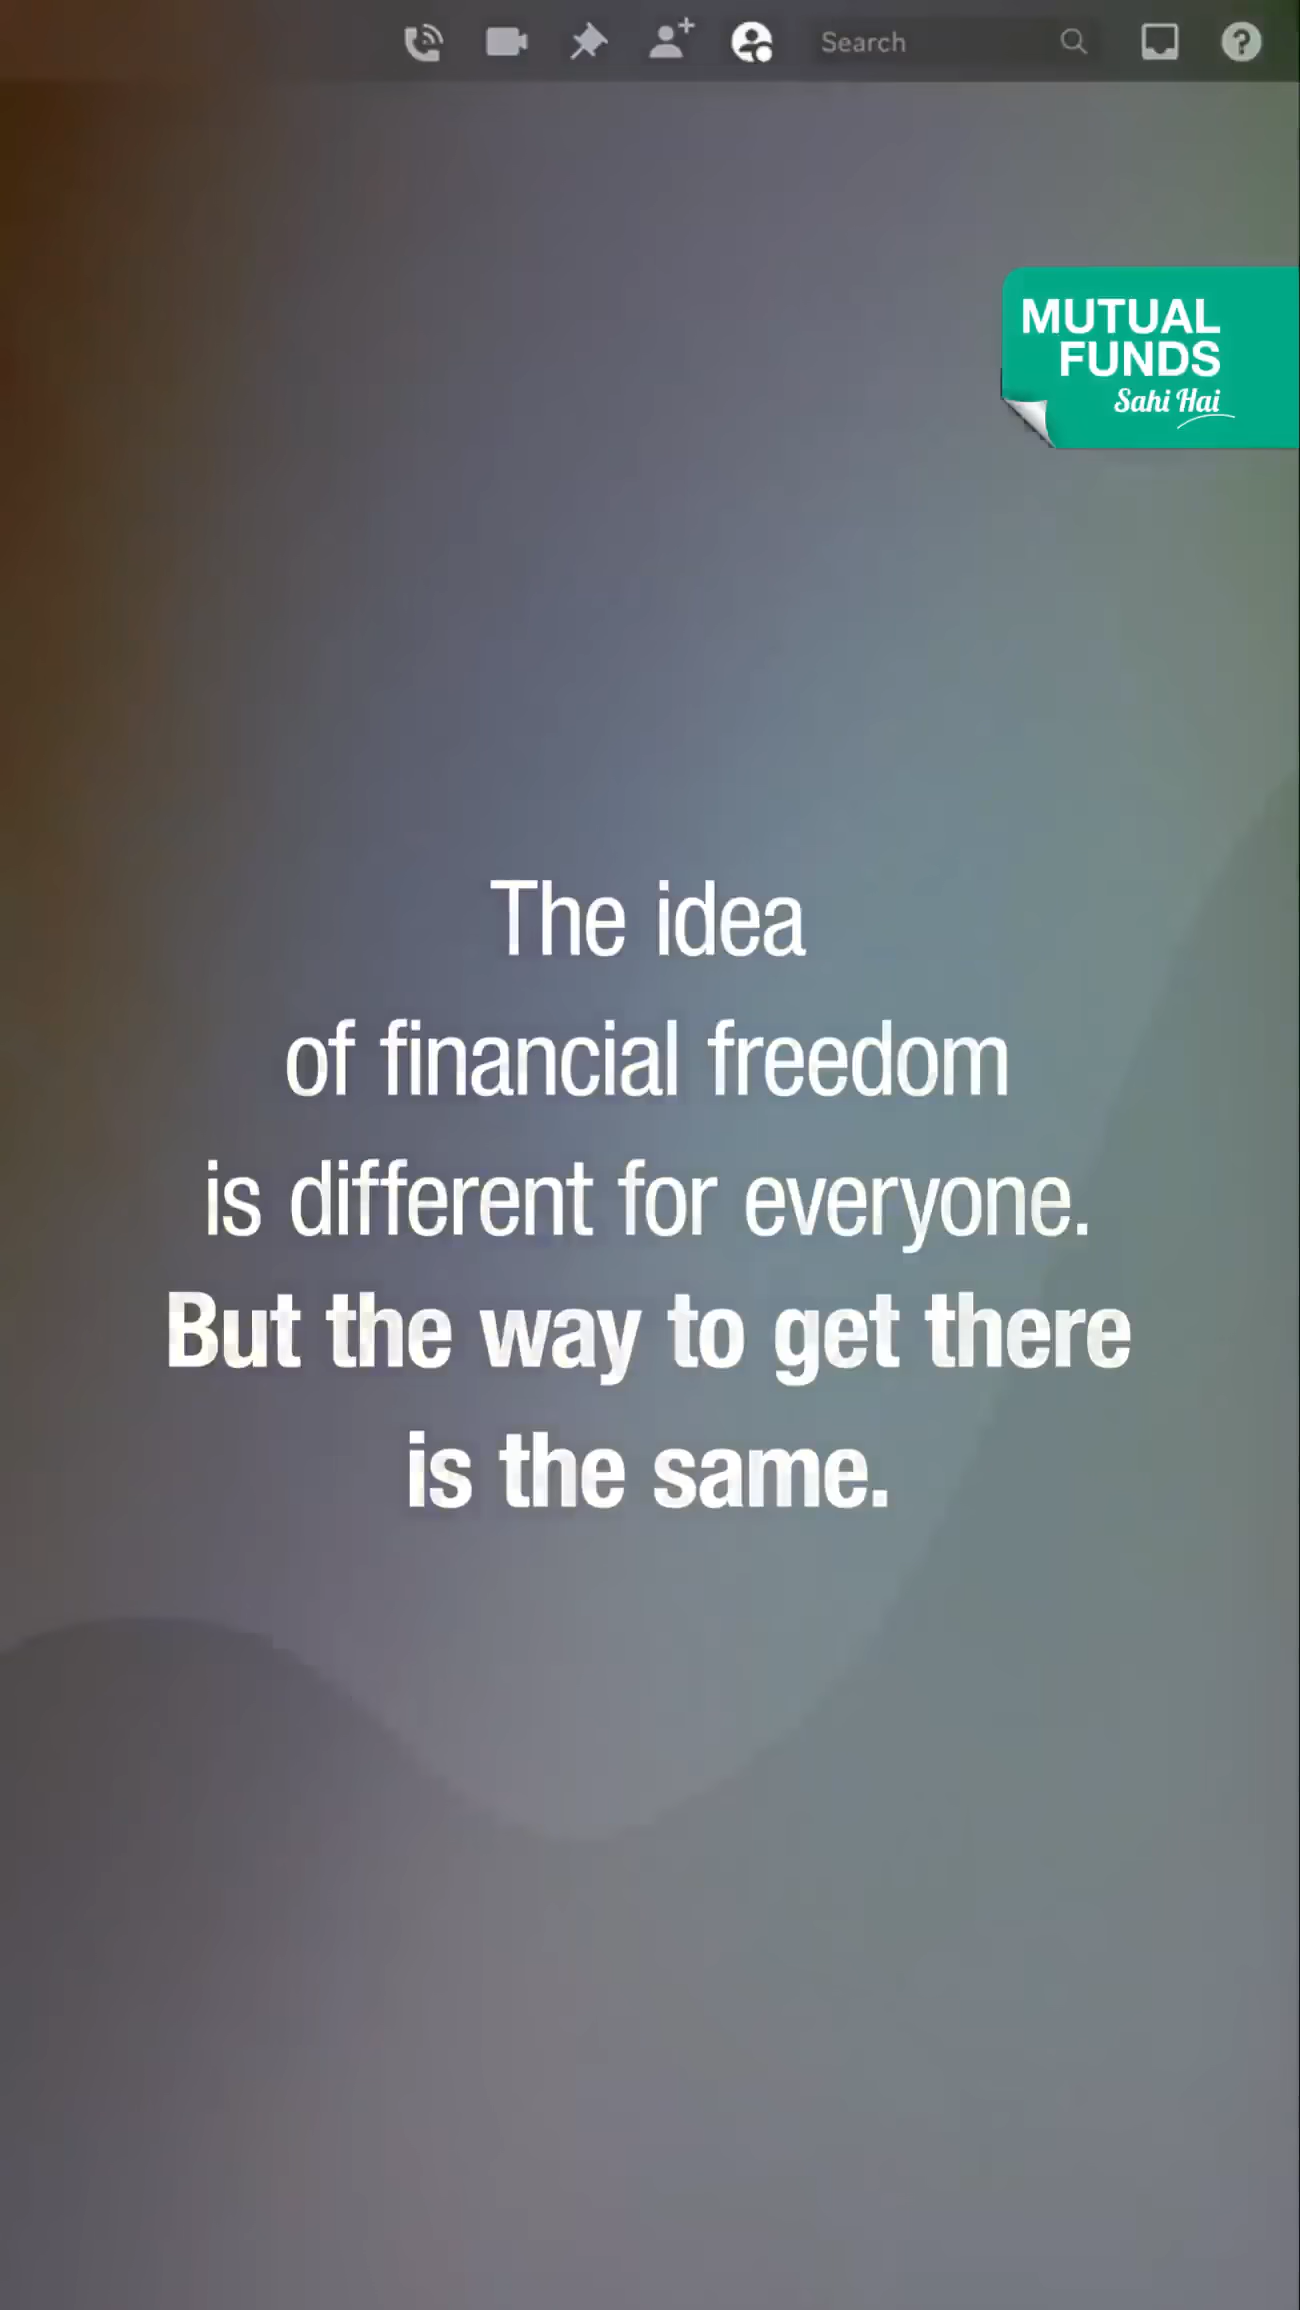 Search
MUTUAL
FUNDS
Sahi Hai
The idea
of financial freedom
is different for everyone.
But the way to get there
is the same.